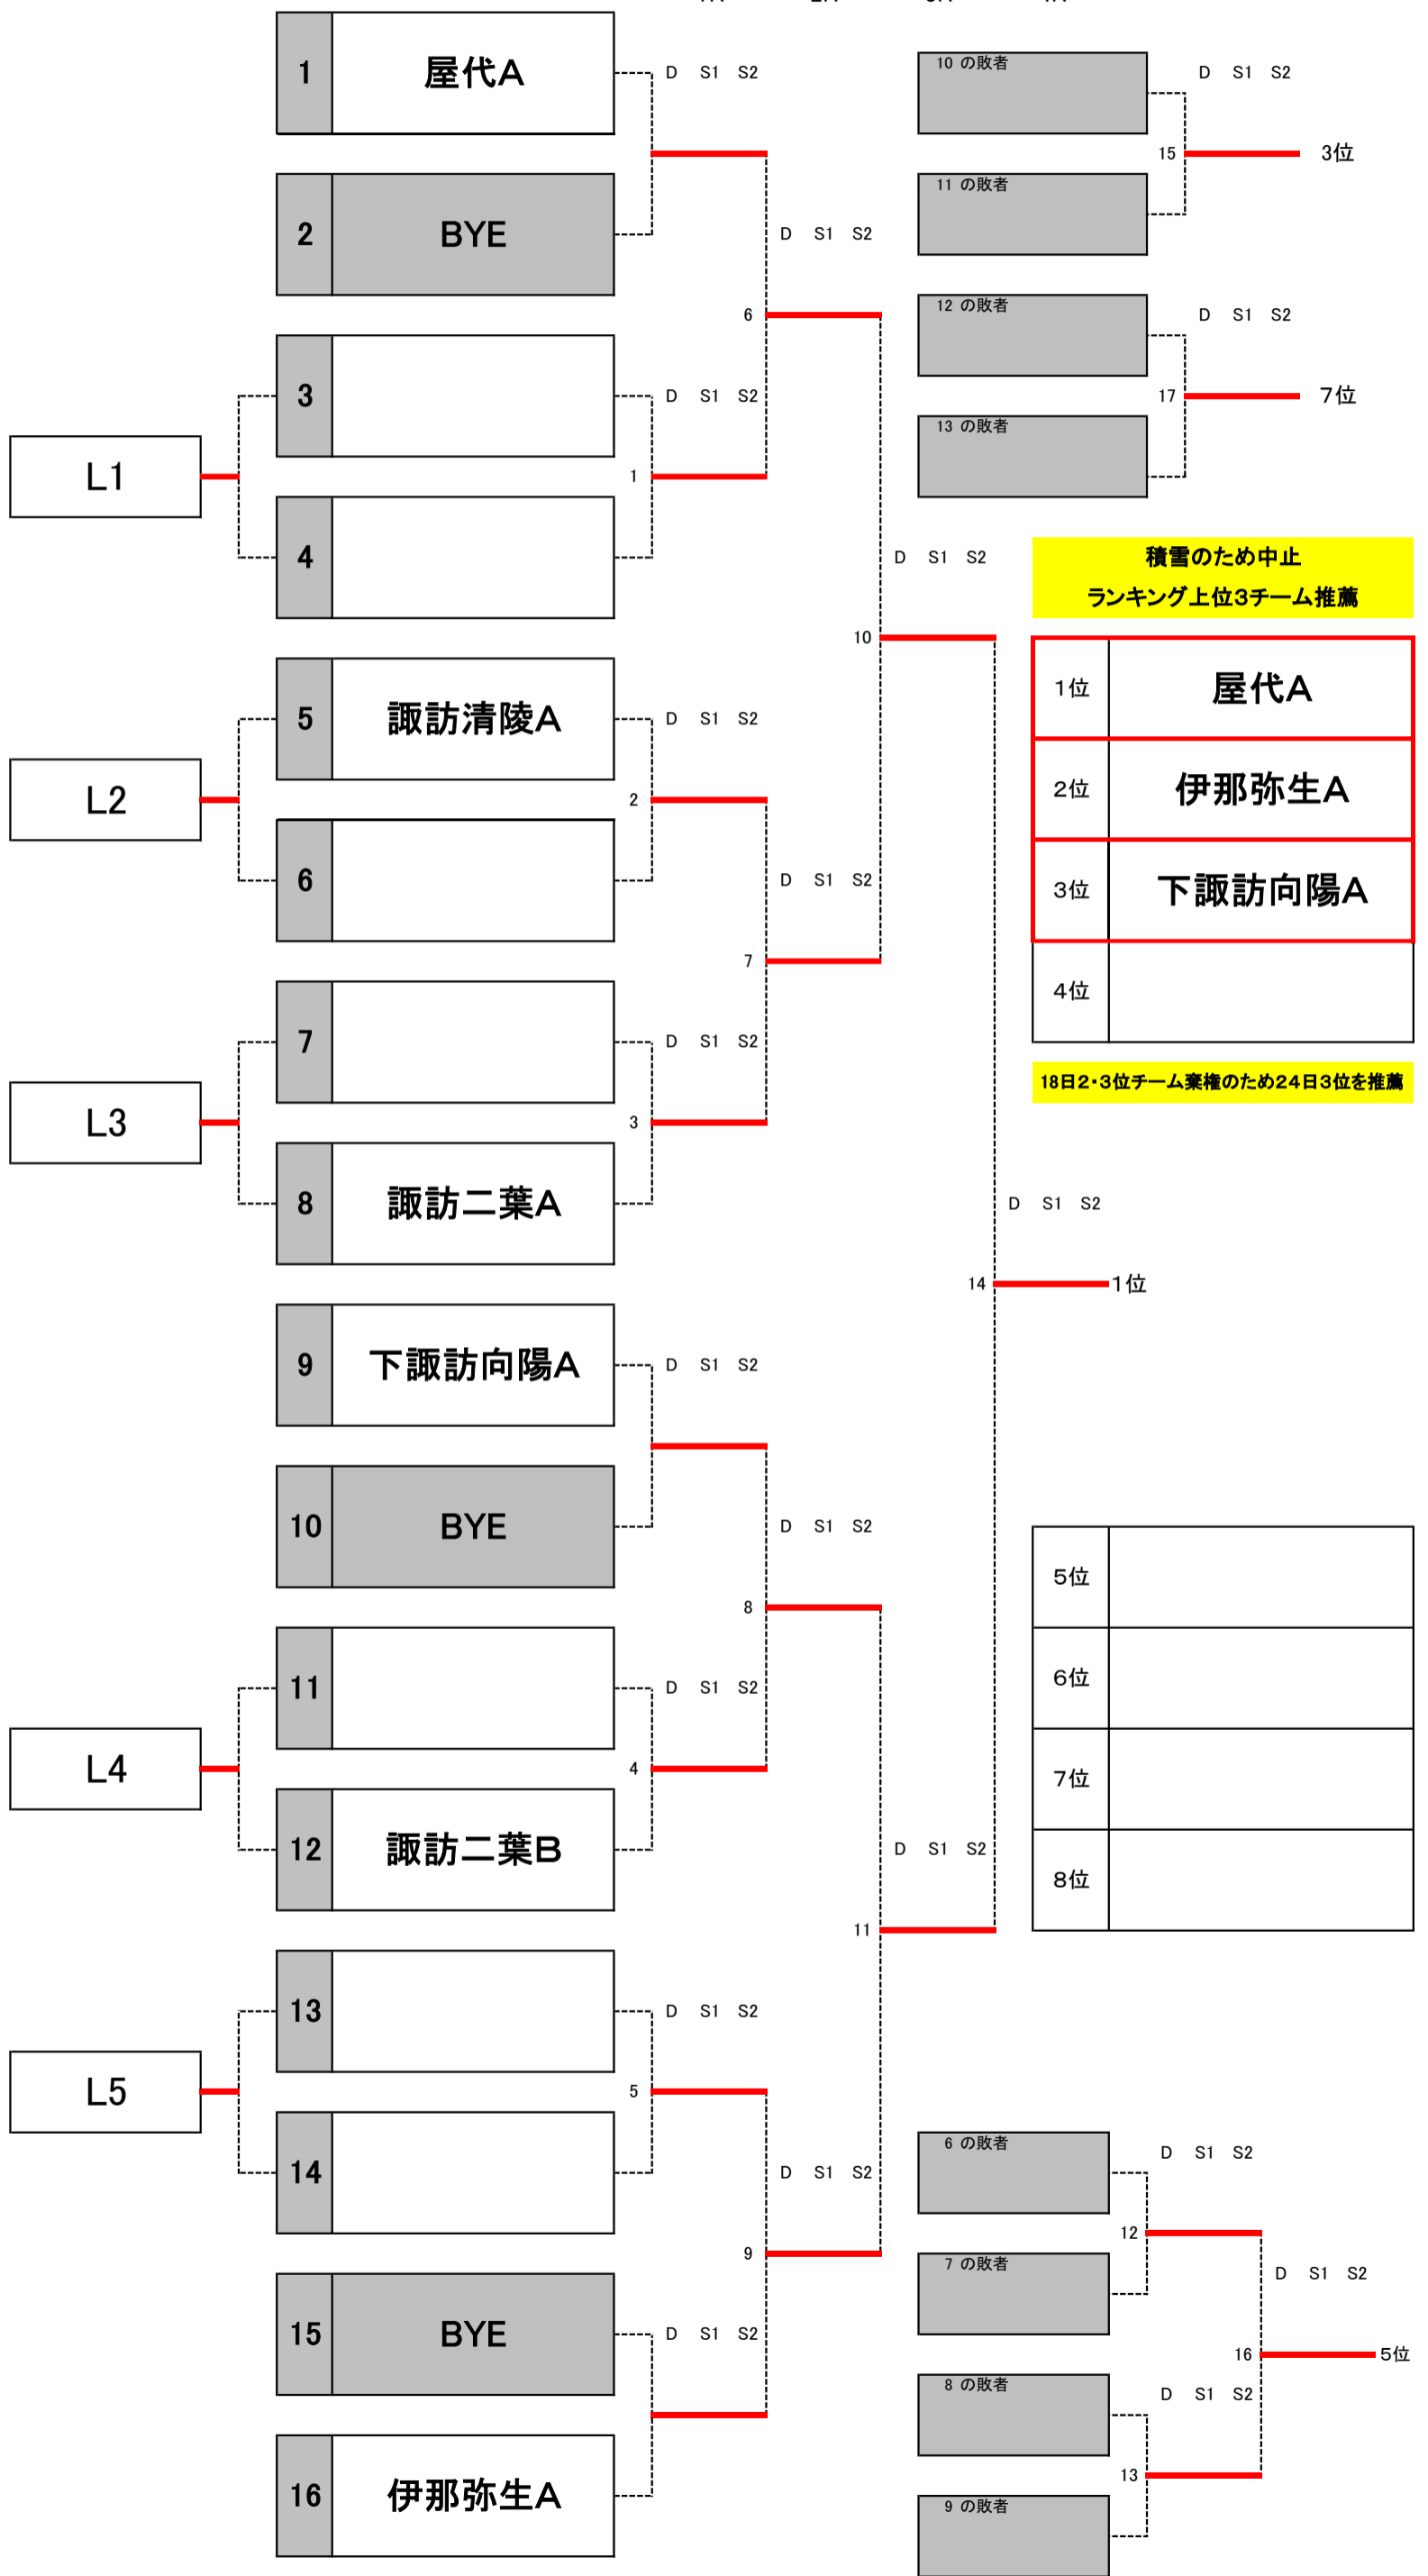 1 屋代A
D S1 S2
10 の敗者
D S1 S2
15 3位
11 の敗者
2 BYE
D S1 S2
12 の敗者
D S1 S2
6
3
D S1 S2
17 7位
13 の敗者
L1
1
4
D S1 S2
積雪のため中止
ランキング上位3チーム推薦
10
1位 屋代A
5 諏訪清陵A
D S1 S2
2位 伊那弥生A
L2
2
6
D S1 S2
3位 下諏訪向陽A
7
4位
7
D S1 S2
18日2・3位チーム棄権のため24日3位を推薦
L3
3
8 諏訪二葉A
D S1 S2
14 1位
9 下諏訪向陽A
D S1 S2
10 BYE
D S1 S2
5位
8
6位
11
D S1 S2
L4
4
7位
12 諏訪二葉B
D S1 S2
8位
11
13
D S1 S2
L5
5
14
D S1 S2
6 の敗者
D S1 S2
12
9
7 の敗者
D S1 S2
15 BYE
D S1 S2
16 5位
8 の敗者
D S1 S2
13
16 伊那弥生A
9 の敗者